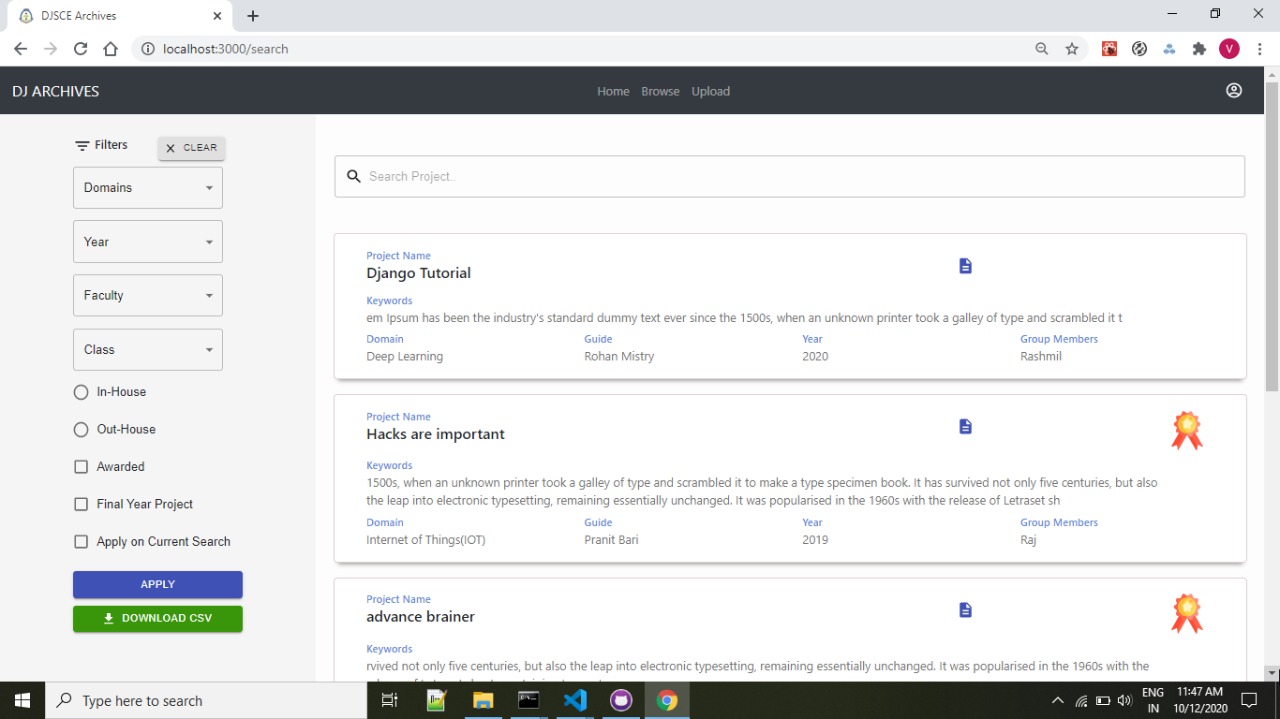 DJSCE Archives
localhost:3000/search
V
DJ ARCHIVES
Home Browse Upload
Filters
CLEAR
Domains
Year
Faculty
Class
In-House
Out-House
Awarded
Final Year Project
Apply on Current Search
APPLY
DOWNLOAD CSV
Search Project..
Project Name
Django Tutorial
Keywords
em Ipsum has been the industry's standard dummy text ever since the 1500s, when an unknown printer took a galley of type and scrambled it t
Domain Guide Year Group Members
Deep Learning Rohan Mistry 2020 Rashmil
Project Name
Hacks are important
Keywords
1500s, when an unknown printer took a galley of type and scrambled it to make a type specimen book. It has survived not only five centuries, but also
the leap into electronic typesetting, remaining essentially unchanged. It was popularised in the 1960s with the release of Letraset sh
Domain Guide Year Group Members
Internet of Things(IOT) Pranit Bari 2019 Raj
Project Name
advance brainer
Keywords
rvived not only five centuries, but also the leap into electronic typesetting, remaining essentially unchanged. It was popularised in the 1960s with the
Type here to search
ENG
IN
11:47 AM
10/12/2020